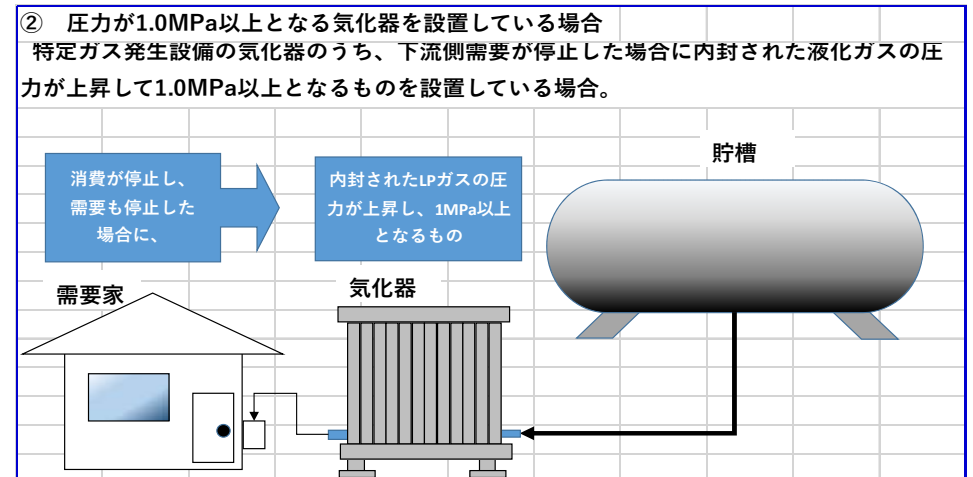 ② 圧力が1.0MPa以上となる気化器を設置している場合
特定ガス発生設備の気化器のうち、下流側需要が停止した場合に内封された液化ガスの圧
力が上昇して1.0MPa以上となるものを設置している場合。
貯槽
消費が停止し、
需要も停止した
場合に、
内封されたLPガスの圧
力が上昇し、1MPa以上
となるもの
需要家
気化器